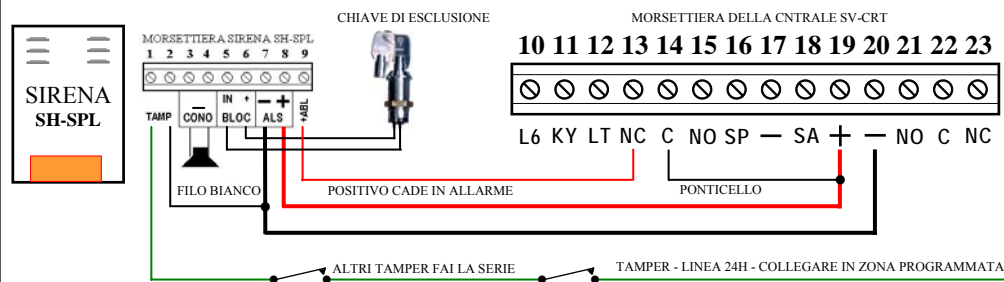 CHIAVE DI ESCLUSIONE
MORSETTIERA DELLA CNTRALE SV-CRT
MORSETTIERA SIRENA SH-SPL
1 2 3 4 5 6 7 8 9
10 11 12 13 14 15 16 17 18 19 20 21 22 23
SIRENA
SH-SPL
IN + − +
TAMP CONO BLOC ALS +ABL
L6 KY LT NC C NO SP − SA + − NO C NC
FILO BIANCO
POSITIVO CADE IN ALLARME
PONTICELLO
ALTRI TAMPER FAI LA SERIE
TAMPER - LINEA 24H - COLLEGARE IN ZONA PROGRAMMATA